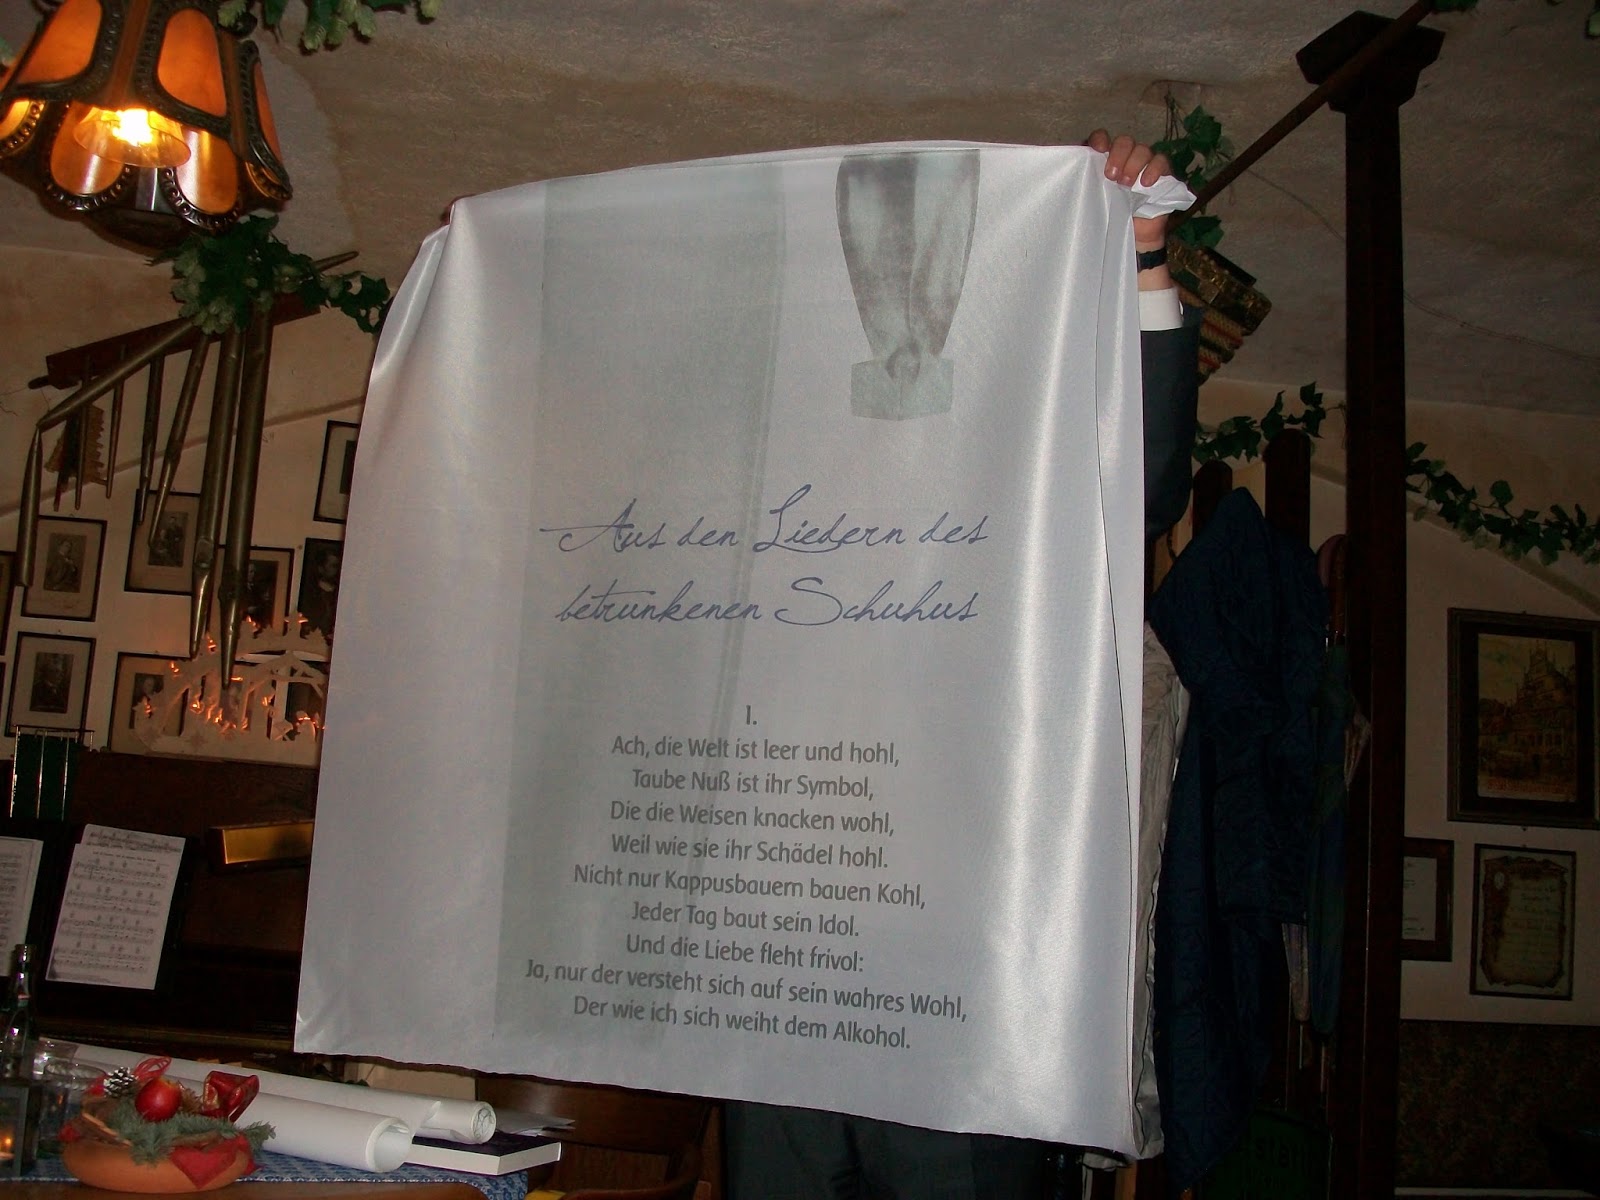 Aus den Liedern des
betrunkenen Schuhus
1.
Ach, die Welt ist leer und hohl,
Taube Nuß ist ihr Symbol,
Die die Weisen knacken wohl,
Weil wie sie ihr Schädel hohl.
Nicht nur Kappusbauern bauen Kohl,
Jeder Tag baut sein Idol.
Und die Liebe fleht frivol:
Ja, nur der versteht sich auf sein wahres Wohl,
Der wie ich sich weiht dem Alkohol.